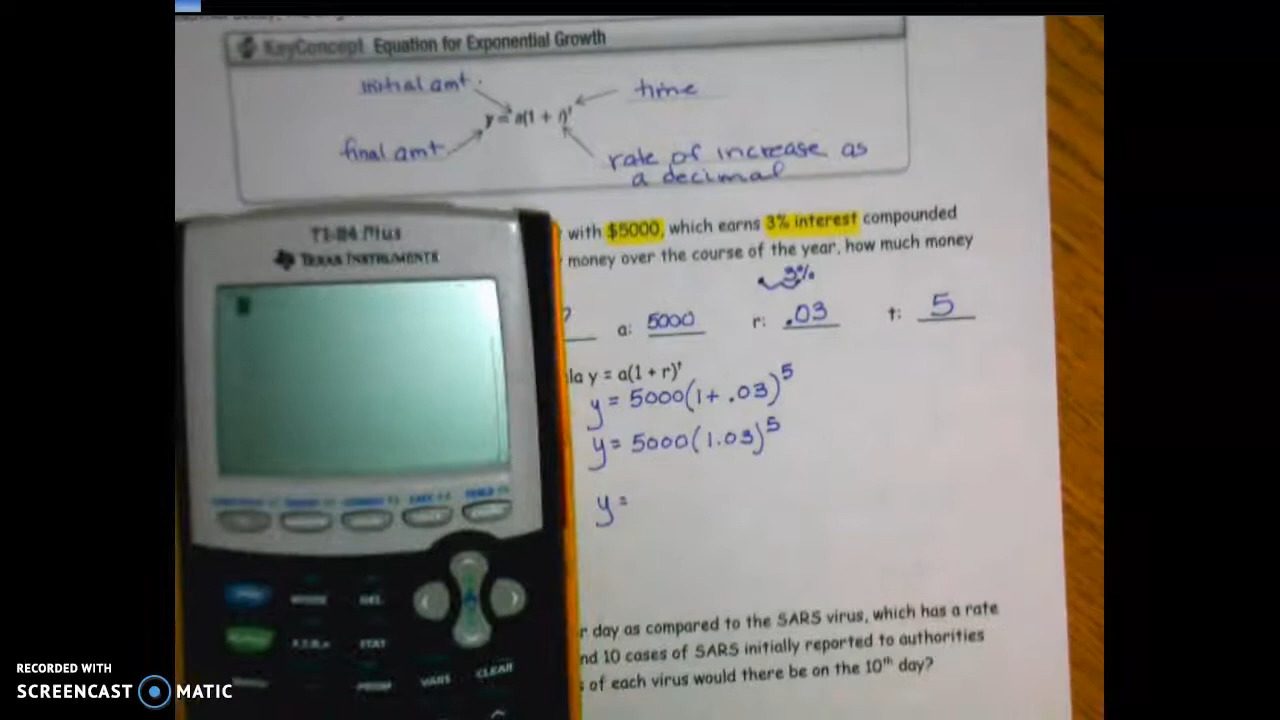 KeyConcept Equation for Exponential Growth
initial amt.
time
y = a(1 + r)ᵗ
final amt
rate of increase as
a decimal
TI-84 Plus
TEXAS INSTRUMENTS
with $5000, which earns 3% interest compounded
money over the course of the year, how much money
3%
? a: 5000 r: .03 t: 5
y = a(1 + r)ᵗ
y = 5000(1 + .03)⁵
y = 5000(1.03)⁵
y =
MODE DEL
STAT
PRGM VARS CLEAR
day as compared to the SARS virus, which has a rate
10 cases of SARS initially reported to authorities
of each virus would there be on the 10ᵗʰ day?
RECORDED WITH
SCREENCAST MATIC